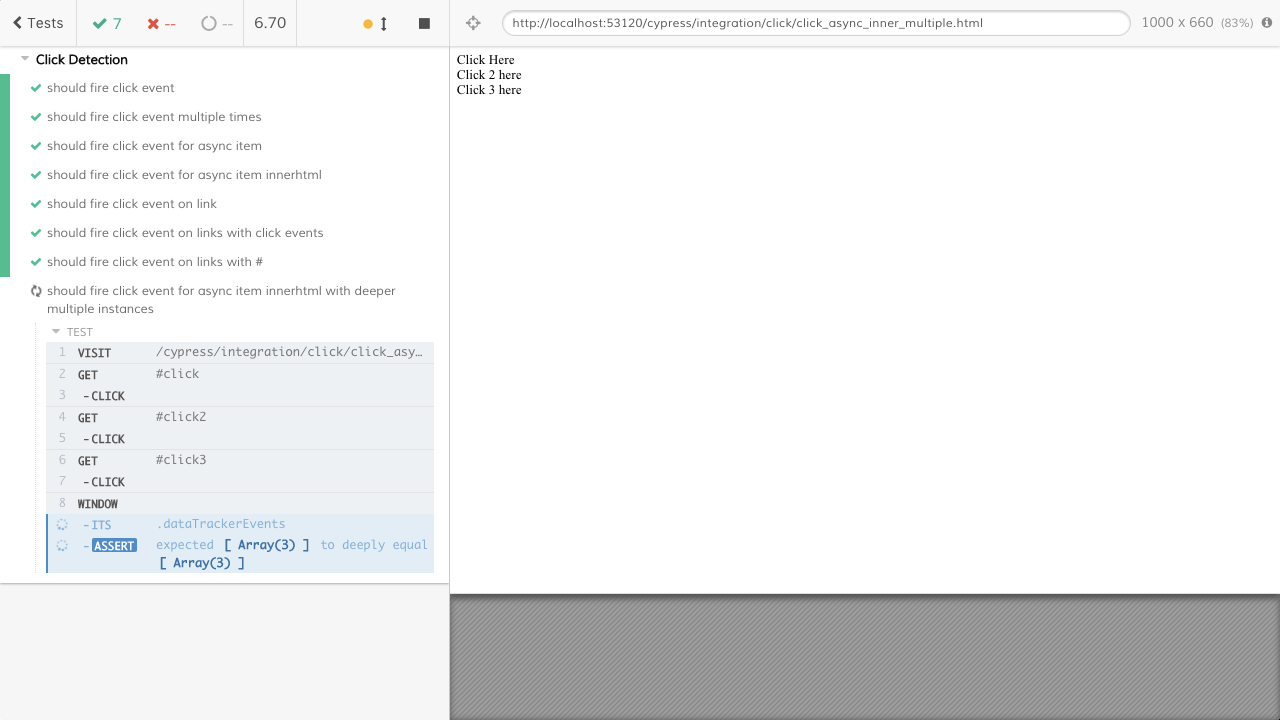 Tests 7 -- -- 6.70
http://localhost:53120/cypress/integration/click/click_async_inner_multiple.html 1000 x 660 (83%)
Click Detection
should fire click event
should fire click event multiple times
should fire click event for async item
should fire click event for async item innerhtml
should fire click event on link
should fire click event on links with click events
should fire click event on links with #
should fire click event for async item innerhtml with deeper
multiple instances
TEST
1 VISIT /cypress/integration/click/click_asy…
2 GET #click
3 -CLICK
4 GET #click2
5 -CLICK
6 GET #click3
7 -CLICK
8 WINDOW
-ITS .dataTrackerEvents
-ASSERT expected [ Array(3) ] to deeply equal
[ Array(3) ]
Click Here
Click 2 here
Click 3 here